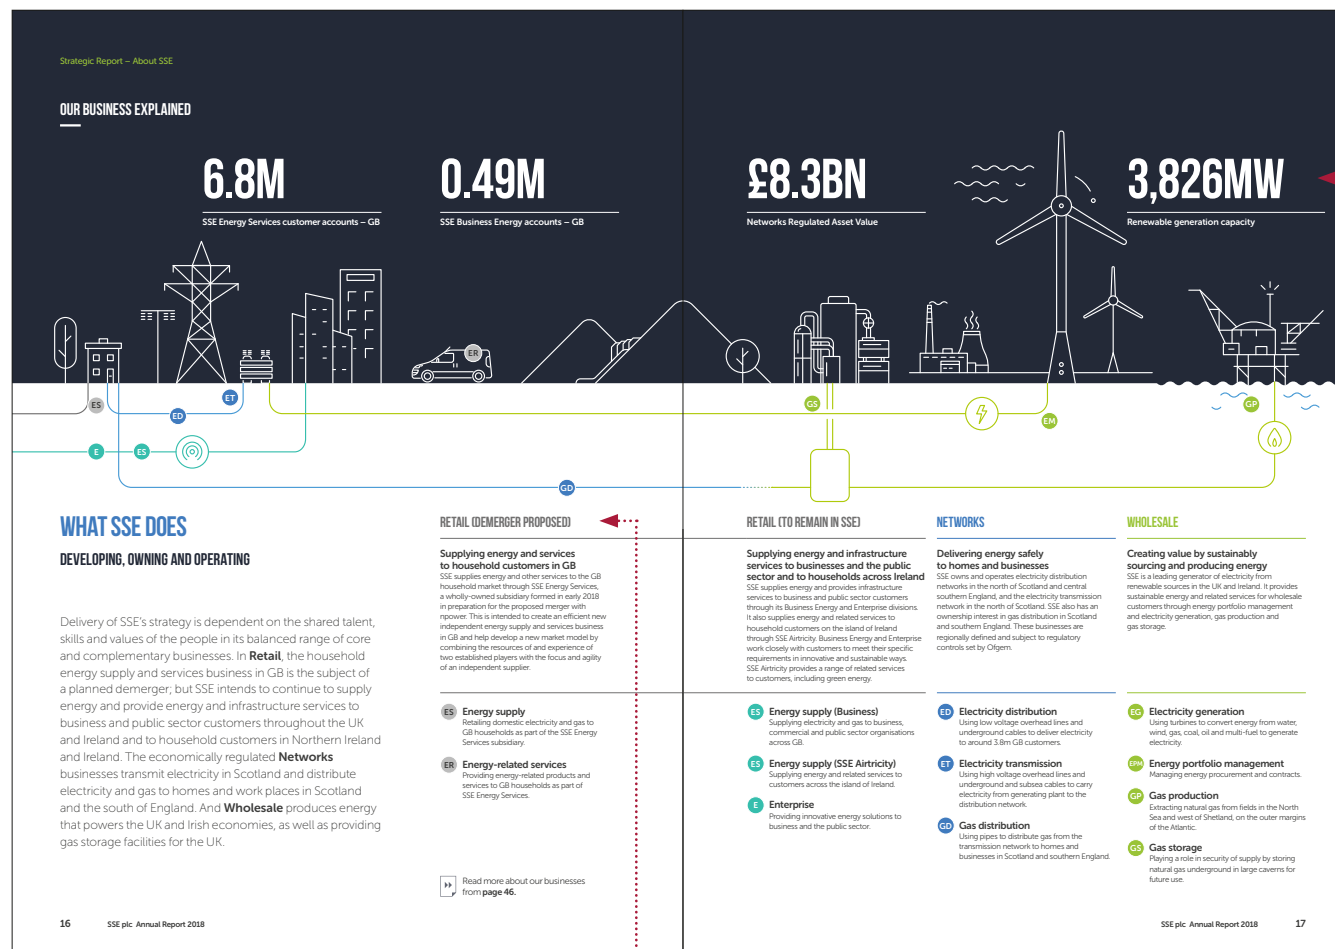 Strategic Report – About SSE
OUR BUSINESS EXPLAINED
6.8M
SSE Energy Services customer accounts – GB
0.49M
SSE Business Energy accounts – GB
£8.3BN
Networks Regulated Asset Value
3,826MW
Renewable generation capacity
ER
ES
ED
ET
E
ES
GD
GS
EM
GP
WHAT SSE DOES
DEVELOPING, OWNING AND OPERATING
Delivery of SSE's strategy is dependent on the shared talent,
skills and values of the people in its balanced range of core
and complementary businesses. In Retail, the household
energy supply and services business in GB is the subject of
a planned demerger; but SSE intends to continue to supply
energy and provide energy and infrastructure services to
business and public sector customers throughout the UK
and Ireland and to household customers in Northern Ireland
and Ireland. The economically regulated Networks
businesses transmit electricity in Scotland and distribute
electricity and gas to homes and work places in Scotland
and the south of England. And Wholesale produces energy
that powers the UK and Irish economies, as well as providing
gas storage facilities for the UK.
RETAIL (DEMERGER PROPOSED)
Supplying energy and services
to household customers in GB
SSE supplies energy and other services to the GB
household market through SSE Energy Services,
a wholly-owned subsidiary formed in early 2018
in preparation for the proposed merger with
npower. This is intended to create an efficient new
independent energy supply and services business
in GB and help develop a new market model by
combining the resources of and experience of
two established players with the focus and agility
of an independent supplier.
ES Energy supply
Retailing domestic electricity and gas to
GB households as part of the SSE Energy
Services subsidiary.
ER Energy-related services
Providing energy-related products and
services to GB households as part of
SSE Energy Services.
Read more about our businesses
from page 46.
RETAIL (TO REMAIN IN SSE)
Supplying energy and infrastructure
services to businesses and the public
sector and to households across Ireland
SSE supplies energy and provides infrastructure
services to business and public sector customers
through its Business Energy and Enterprise divisions.
It also supplies energy and related services to
household customers on the island of Ireland
through SSE Airtricity. Business Energy and Enterprise
work closely with customers to meet their specific
requirements in innovative and sustainable ways.
SSE Airtricity provides a range of related services
to customers, including green energy.
ES Energy supply (Business)
Supplying electricity and gas to business,
commercial and public sector organisations
across GB.
ES Energy supply (SSE Airtricity)
Supplying energy and related services to
customers across the island of Ireland.
E Enterprise
Providing innovative energy solutions to
business and the public sector.
NETWORKS
Delivering energy safely
to homes and businesses
SSE owns and operates electricity distribution
networks in the north of Scotland and central
southern England, and the electricity transmission
network in the north of Scotland. SSE also has an
ownership interest in gas distribution in Scotland
and southern England. These businesses are
regionally defined and subject to regulatory
controls set by Ofgem.
ED Electricity distribution
Using low voltage overhead lines and
underground cables to deliver electricity
to around 3.8m GB customers.
ET Electricity transmission
Using high voltage overhead lines and
underground and subsea cables to carry
electricity from generating plant to the
distribution network.
GD Gas distribution
Using pipes to distribute gas from the
transmission network to homes and
businesses in Scotland and southern England.
WHOLESALE
Creating value by sustainably
sourcing and producing energy
SSE is a leading generator of electricity from
renewable sources in the UK and Ireland. It provides
sustainable energy and related services for wholesale
customers through energy portfolio management
and electricity generation, gas production and
gas storage.
EG Electricity generation
Using turbines to convert energy from water,
wind, gas, coal, oil and multi-fuel to generate
electricity.
EPM Energy portfolio management
Managing energy procurement and contracts.
GP Gas production
Extracting natural gas from fields in the North
Sea and west of Shetland, on the outer margins
of the Atlantic.
GS Gas storage
Playing a role in security of supply by storing
natural gas underground in large caverns for
future use.
16 SSE plc Annual Report 2018
SSE plc Annual Report 2018 17